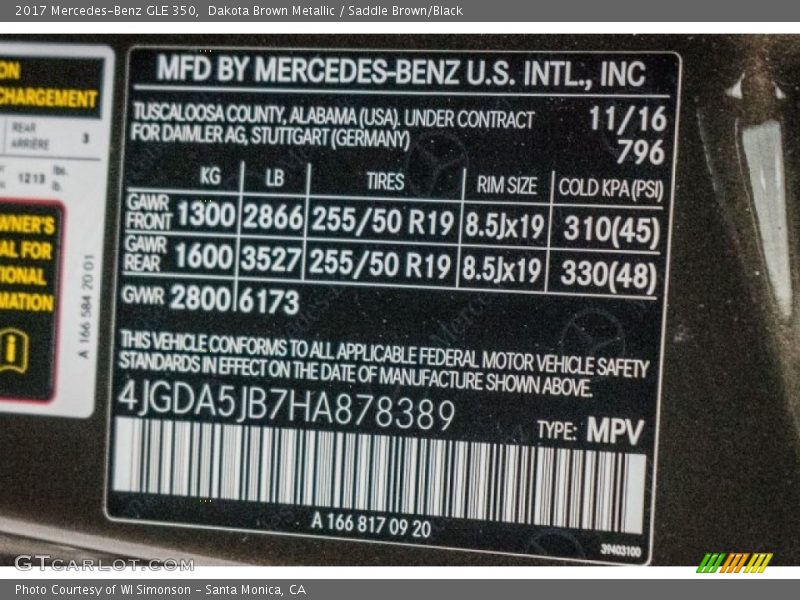 2017 Mercedes-Benz GLE 350,  Dakota Brown Metallic / Saddle Brown/Black
ON
CHARGEMENT
REAR
ARRIÈRE 3
1213 lbs.
lb.
OWNER'S
AL FOR
TIONAL
MATION
i
A 166 584 20 01
MFD BY MERCEDES-BENZ U.S. INTL., INC
TUSCALOOSA COUNTY, ALABAMA (USA). UNDER CONTRACT 11/16
FOR DAIMLER AG, STUTTGART (GERMANY) 796
KG LB TIRES RIM SIZE COLD KPA(PSI)
GAWR FRONT 1300 2866 255/50 R19 8.5Jx19 310(45)
GAWR REAR 1600 3527 255/50 R19 8.5Jx19 330(48)
GWR 2800 6173
THIS VEHICLE CONFORMS TO ALL APPLICABLE FEDERAL MOTOR VEHICLE SAFETY
STANDARDS IN EFFECT ON THE DATE OF MANUFACTURE SHOWN ABOVE.
4JGDA5JB7HA878389
TYPE: MPV
A 166 817 09 20
39403100
GTCARLOT.COM
Photo Courtesy of WI Simonson - Santa Monica, CA